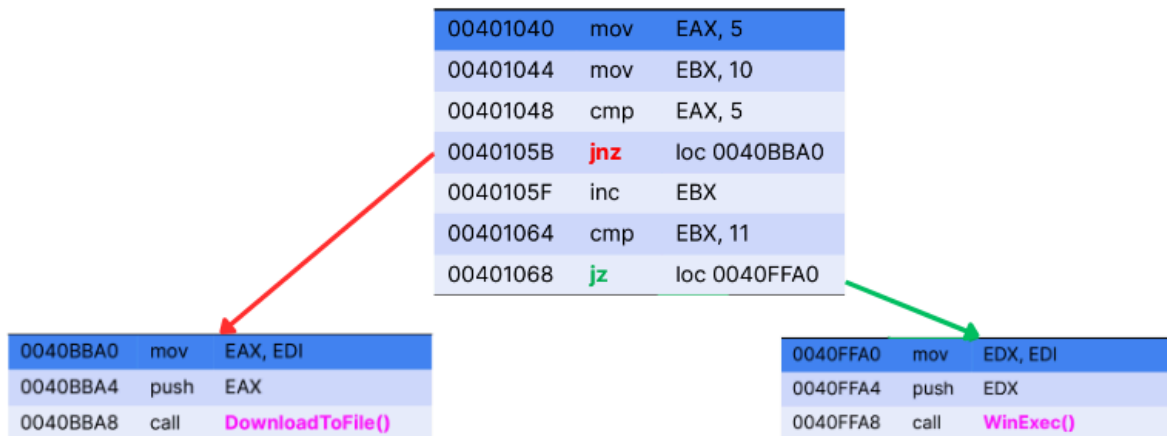 00401040 mov EAX, 5
00401044 mov EBX, 10
00401048 cmp EAX, 5
0040105B jnz loc 0040BBA0
0040105F inc EBX
00401064 cmp EBX, 11
00401068 jz loc 0040FFA0
0040BBA0 mov EAX, EDI
0040BBA4 push EAX
0040BBA8 call DownloadToFile()
0040FFA0 mov EDX, EDI
0040FFA4 push EDX
0040FFA8 call WinExec()